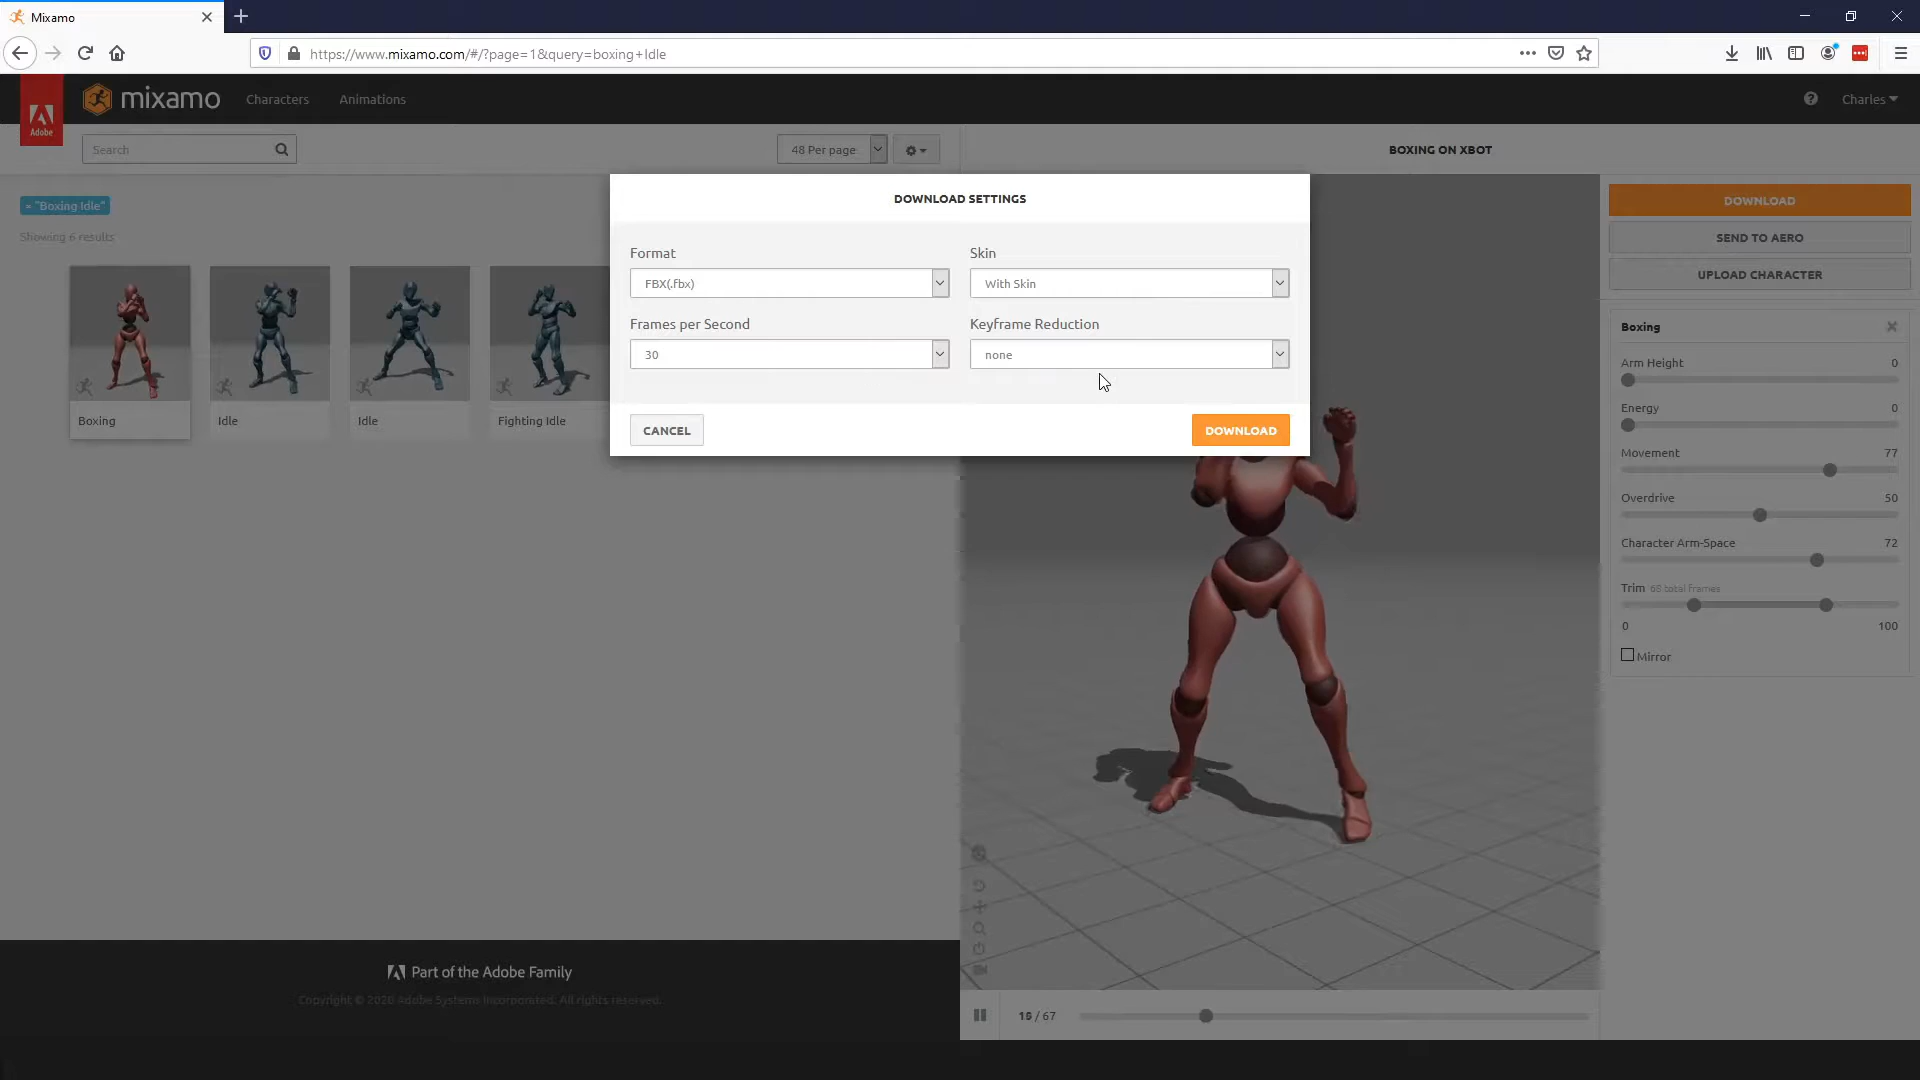 Mixamo
https://www.mixamo.com/#/?page=1&query=boxing+Idle
Adobe
mixamo
Characters
Animations
Charles
Search
48 Per page
BOXING ON XBOT
= "Boxing Idle"
Showing 6 results
Boxing
Idle
Idle
Fighting Idle
DOWNLOAD SETTINGS
Format
Skin
FBX(.fbx)
With Skin
Frames per Second
Keyframe Reduction
30
none
CANCEL
DOWNLOAD
DOWNLOAD
SEND TO AERO
UPLOAD CHARACTER
Boxing
Arm Height 0
Energy 0
Movement 77
Overdrive 50
Character Arm-Space 72
Trim 68 total frames
0 100
Mirror
Part of the Adobe Family
Copyright © 2020 Adobe Systems Incorporated. All rights reserved.
/ 67